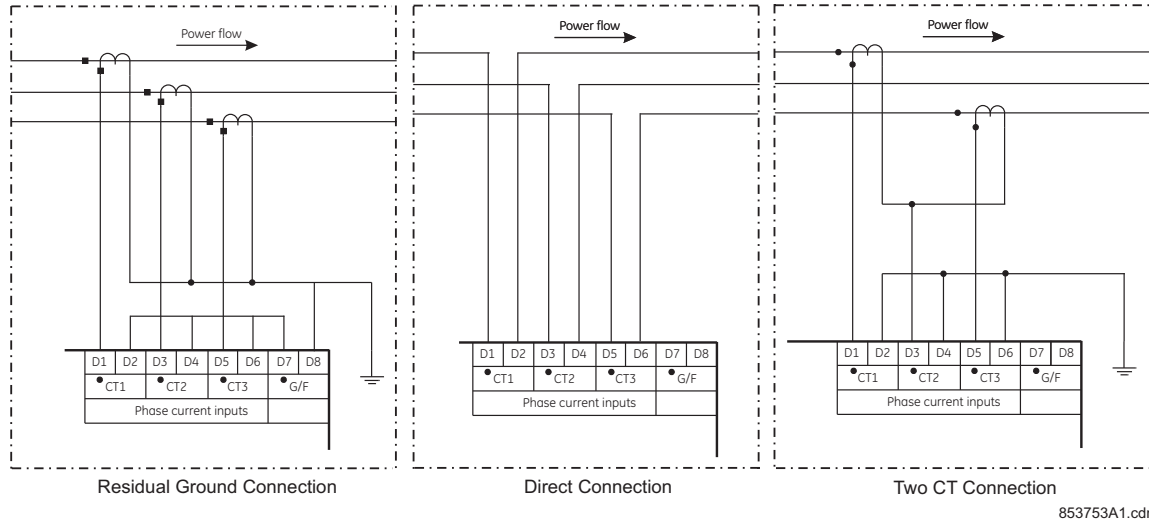 Power flow
D1 D2 D3 D4 D5 D6 D7 D8
CT1 CT2 CT3 G/F
Phase current inputs
Residual Ground Connection
Power flow
D1 D2 D3 D4 D5 D6 D7 D8
CT1 CT2 CT3 G/F
Phase current inputs
Direct Connection
Power flow
D1 D2 D3 D4 D5 D6 D7 D8
CT1 CT2 CT3 G/F
Phase current inputs
Two CT Connection
853753A1.cdr